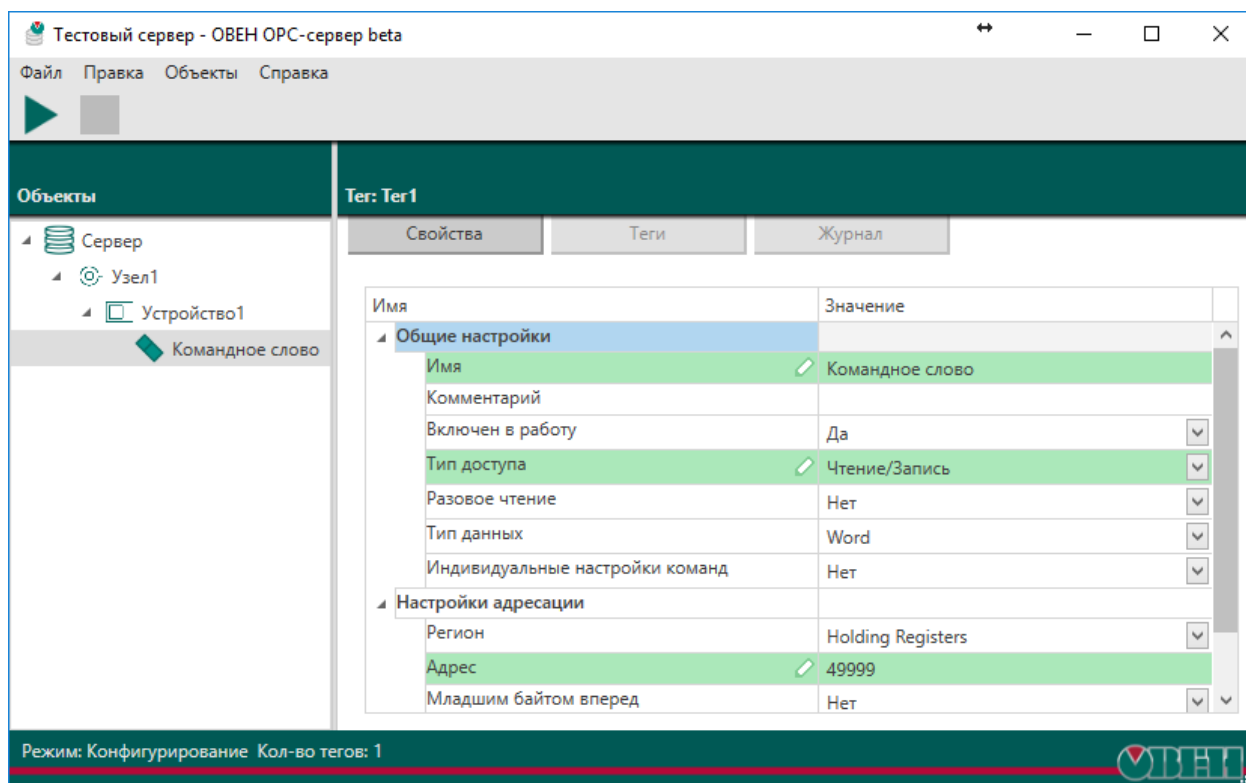 Тестовый сервер - ОВЕН ОРС-сервер beta
Файл Правка Объекты Справка
Объекты
Тег: Тег1
Сервер
Узел1
Устройство1
Командное слово
Свойства Теги Журнал
Имя Значение
Общие настройки
Имя Командное слово
Комментарий
Включен в работу Да
Тип доступа Чтение/Запись
Разовое чтение Нет
Тип данных Word
Индивидуальные настройки команд Нет
Настройки адресации
Регион Holding Registers
Адрес 49999
Младшим байтом вперед Нет
Режим: Конфигурирование Кол-во тегов: 1
ОВЕН